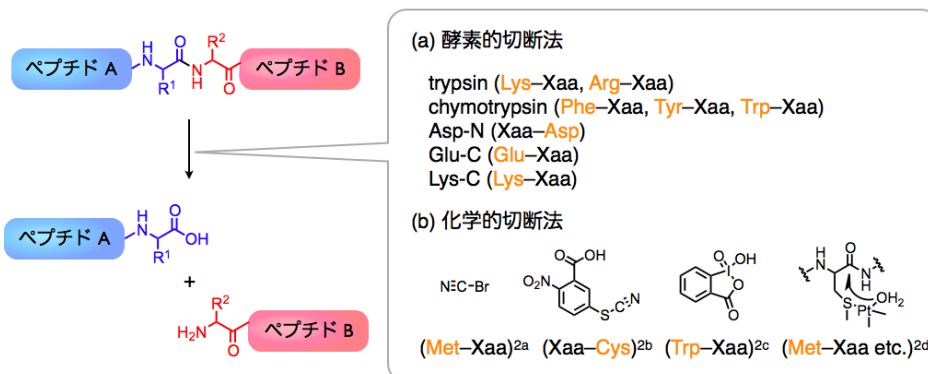 ペプチド A
H
N
O
R¹
N
H
R²
O
ペプチド B
ペプチド A
H
N
O
OH
R¹
+
R²
H₂N
O
ペプチド B
(a) 酵素的切断法
trypsin (Lys–Xaa, Arg–Xaa)
chymotrypsin (Phe–Xaa, Tyr–Xaa, Trp–Xaa)
Asp-N (Xaa–Asp)
Glu-C (Glu–Xaa)
Lys-C (Lys–Xaa)
(b) 化学的切断法
N≡C–Br
O
OH
O₂N
S
C
N
O
OH
I
O
O
H
N
O
N
H
S
Pt
OH₂
(Met–Xaa)²ᵃ (Xaa–Cys)²ᵇ (Trp–Xaa)²ᶜ (Met–Xaa etc.)²ᵈ